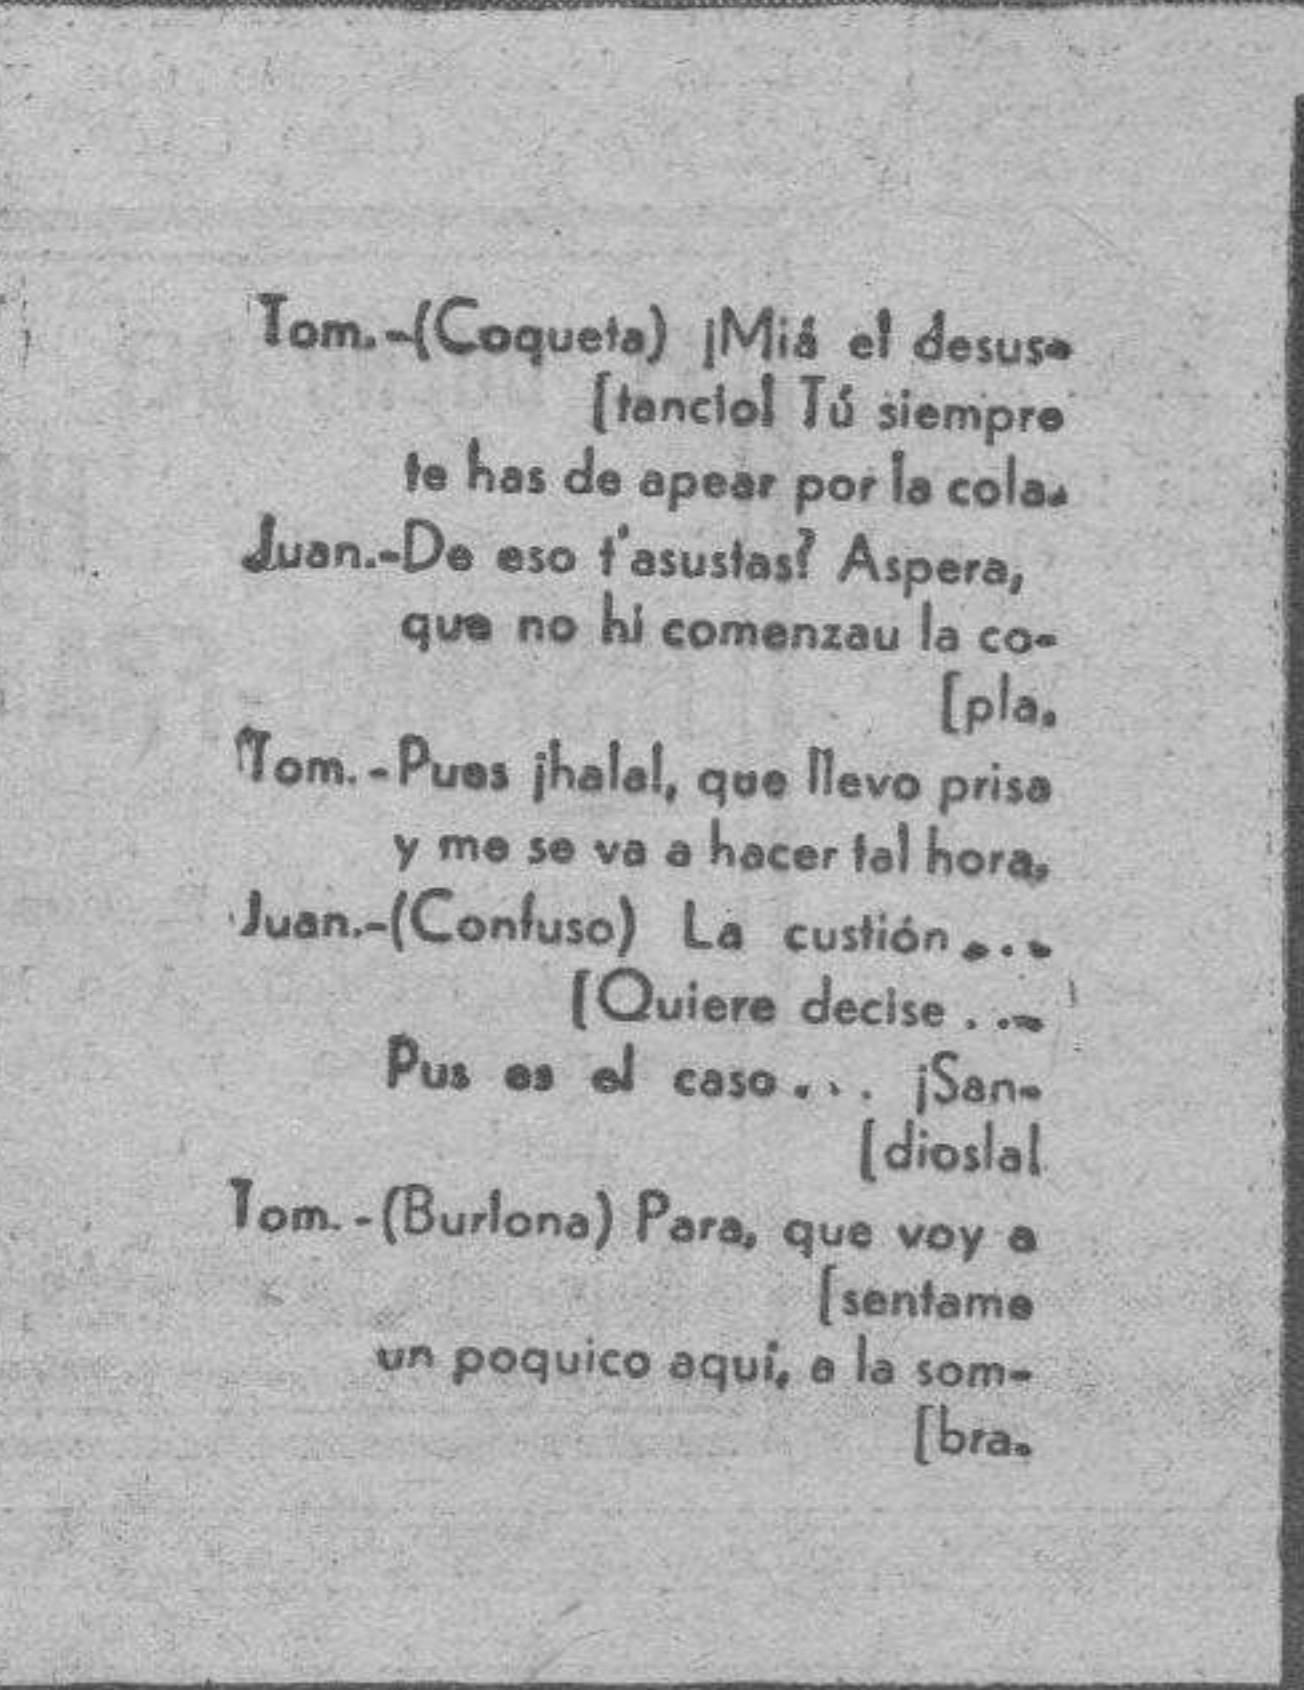 Tom.-(Coqueta) ¡Miá el desus-
[tancio! Tú siempre
te has de apear por la cola.
Juan.-De eso t'asustas? Aspera,
que no hi comenzau la co-
[pla.
Tom.-Pues ¡hala!, que llevo prisa
y me se va a hacer tal hora.
Juan.-(Confuso) La custión...
[Quiere decise...
Pus es el caso... ¡San-
[diosla!
Tom.-(Burlona) Para, que voy a
[sentame
un poquico aquí, a la som-
[bra.